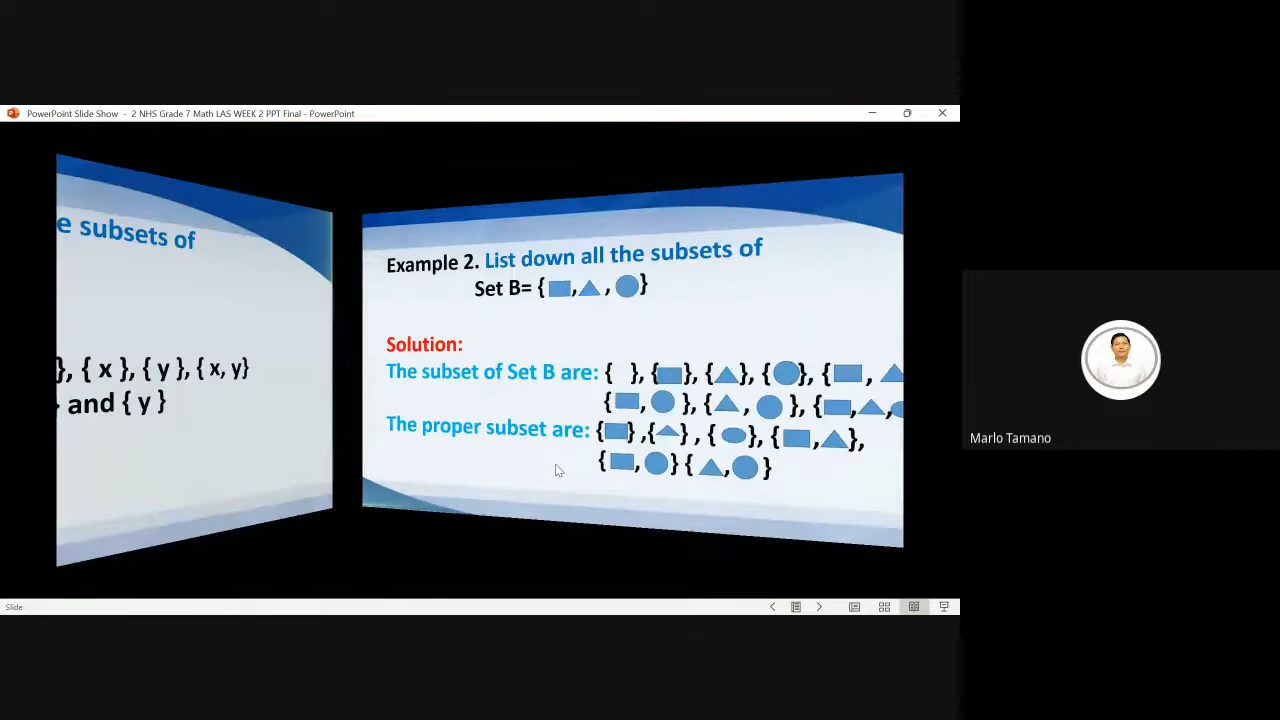 PowerPoint Slide Show - 2 NHS Grade 7 Math LAS WEEK 2 PPT Final - PowerPoint
e subsets of
}, { x }, { y }, { x, y}
and { y }
Example 2. List down all the subsets of
Set B= { , , }
Solution:
The subset of Set B are: { }, { }, { }, { }, { ,
{ , }, { , }, { , ,
The proper subset are: { } ,{ } , { }, { , },
{ , } { , }
Marlo Tamano
Slide